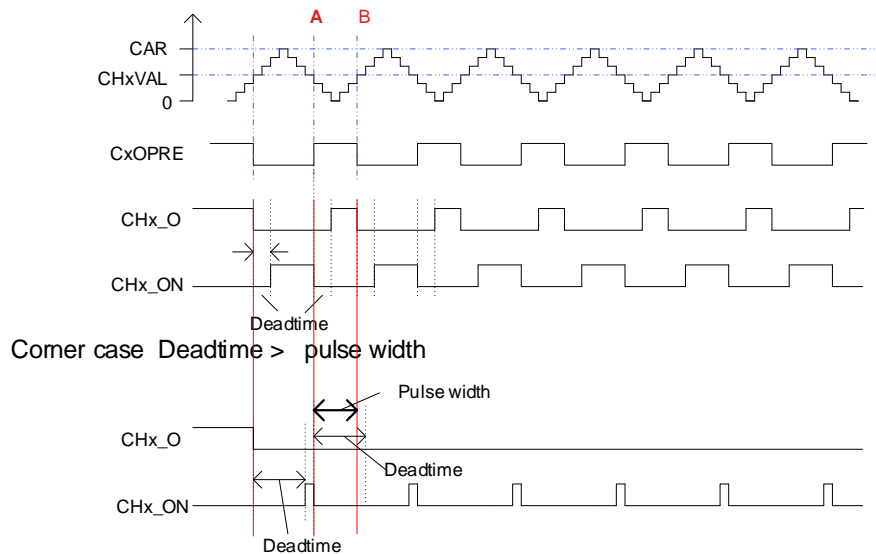 A B
CAR
CHxVAL
0
CxOPRE
CHx_O
CHx_ON
Deadtime
Corner case Deadtime > pulse width
Pulse width
CHx_O
Deadtime
CHx_ON
Deadtime